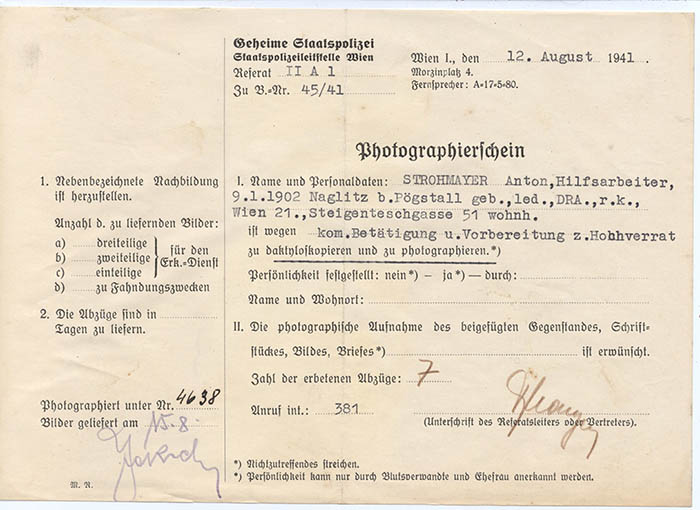 Geheime Staatspolizei
Staatspolizeileitstelle Wien
Referat II A 1
Zu B.=Nr. 45/41
Wien I., den 12. August 1941.
Morzinplatz 4.
Fernsprecher: A=17=5=80.
Photographierschein
1. Nebenbezeichnete Nachbildung
ist herzustellen.
Anzahl d. zu liefernden Bilder:
a) dreiteilige
b) zweiteilige
c) einteilige
für den
Erk.=Dienst
d) zu Fahndungszwecken
2. Die Abzüge sind in
Tagen zu liefern.
Photographiert unter Nr. 4638
Bilder geliefert am 15.8.
M. R.
I. Name und Personaldaten: STROHMAYER Anton,Hilfsarbeiter,
9.1.1902 Naglitz b.Pögstall geb.,led.,DRA.,r.k.,
Wien 21.,Steigenteschgasse 51 wohnh.
ist wegen kom.Betätigung u.Vorbereitung z.Hohhverrat
zu daktyloskopieren und zu photographieren.*)
Persönlichkeit festgestellt: nein*) – ja*) – durch:
Name und Wohnort:
II. Die photographische Aufnahme des beigefügten Gegenstandes, Schrift=
stückes, Bildes, Briefes*) ist erwünscht.
Zahl der erbetenen Abzüge: 7
Anruf int.: 381
(Unterschrift des Referatsleiters oder Vertreters).
*) Nichtzutreffendes streichen.
*) Persönlichkeit kann nur durch Blutsverwandte und Ehefrau anerkannt werden.